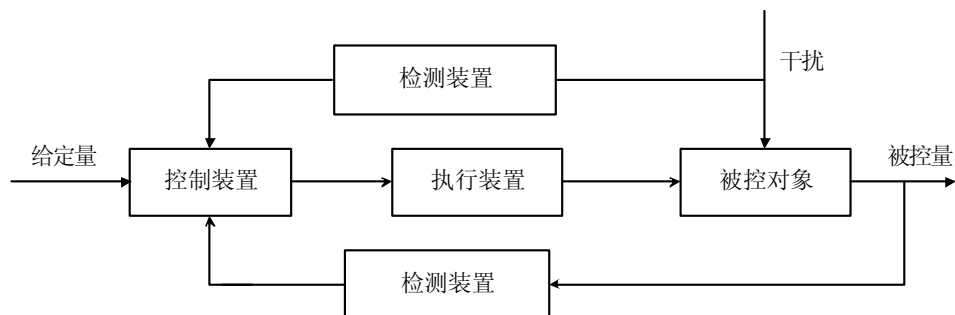 干扰
检测装置
给定量
控制装置
执行装置
被控对象
被控量
检测装置